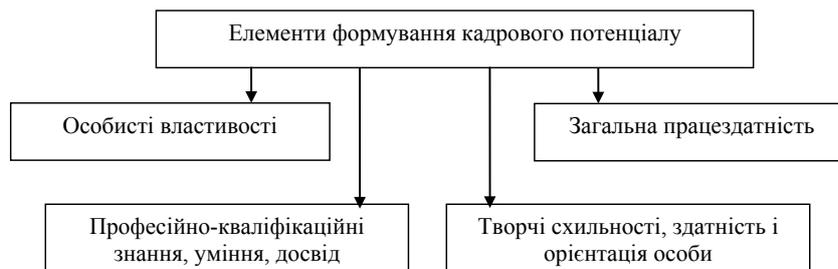 Елементи формування кадрового потенціалу
Особисті властивості
Загальна працездатність
Професійно-кваліфікаційні
знання, уміння, досвід
Творчі схильності, здатність і
орієнтація особи